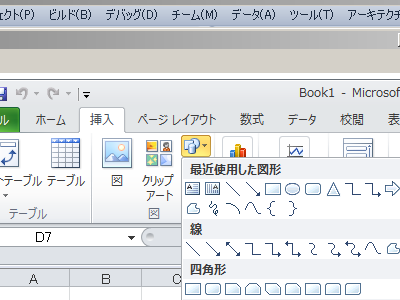 ェクト(P) ビルド(B) デバッグ(D) チーム(M) データ(A) ツール(T) アーキテクチ
Book1 - Microsof
ル ホーム 挿入 ページ レイアウト 数式 データ 校閲 表
トテーブル テーブル 図 クリップ
アート
テーブル
最近使用した図形
線
四角形
D7
A B C